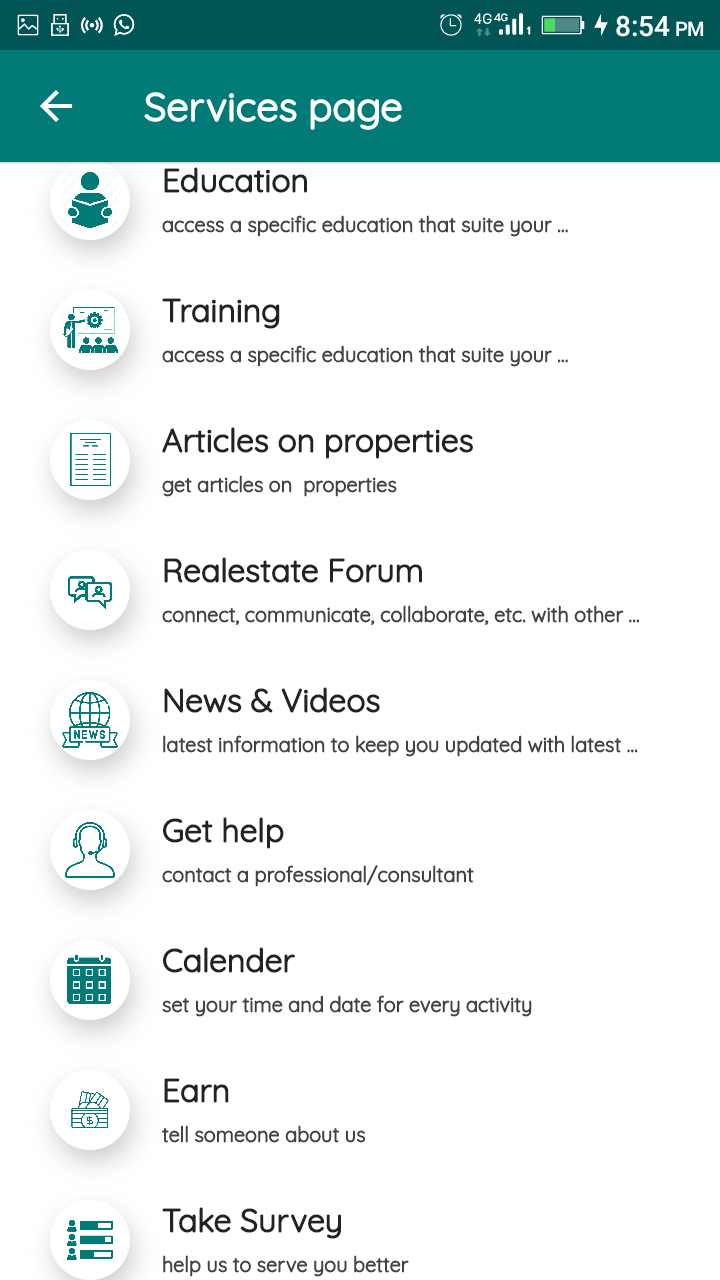 4G 4G 1 8:54 PM
Services page
Education
access a specific education that suite your ...
Training
access a specific education that suite your ...
Articles on properties
get articles on  properties
Realestate Forum
connect, communicate, collaborate, etc. with other ...
NEWS
News & Videos
latest information to keep you updated with latest ...
Get help
contact a professional/consultant
Calender
set your time and date for every activity
$
Earn
tell someone about us
Take Survey
help us to serve you better